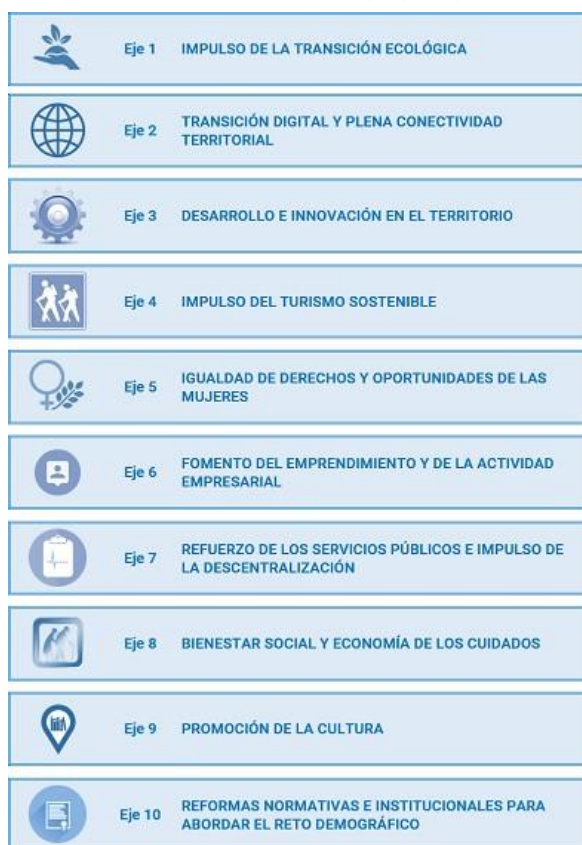 Eje 1 IMPULSO DE LA TRANSICIÓN ECOLÓGICA
Eje 2 TRANSICIÓN DIGITAL Y PLENA CONECTIVIDAD
TERRITORIAL
Eje 3 DESARROLLO E INNOVACIÓN EN EL TERRITORIO
Eje 4 IMPULSO DEL TURISMO SOSTENIBLE
Eje 5 IGUALDAD DE DERECHOS Y OPORTUNIDADES DE LAS
MUJERES
Eje 6 FOMENTO DEL EMPRENDIMIENTO Y DE LA ACTIVIDAD
EMPRESARIAL
Eje 7 REFUERZO DE LOS SERVICIOS PÚBLICOS E IMPULSO DE
LA DESCENTRALIZACIÓN
Eje 8 BIENESTAR SOCIAL Y ECONOMÍA DE LOS CUIDADOS
Eje 9 PROMOCIÓN DE LA CULTURA
Eje 10 REFORMAS NORMATIVAS E INSTITUCIONALES PARA
ABORDAR EL RETO DEMOGRÁFICO